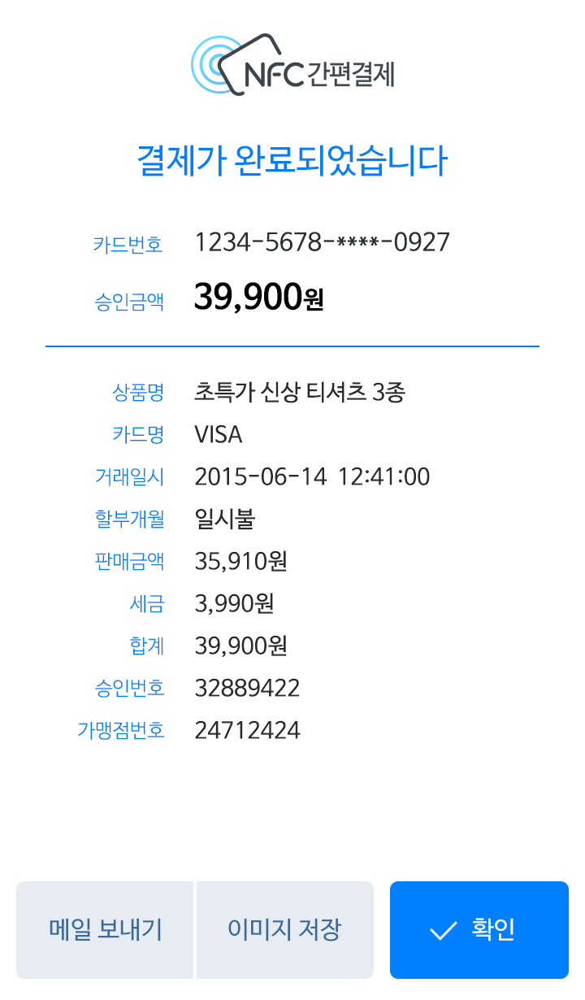 NFC 간편결제
결제가 완료되었습니다
카드번호 1234-5678-****-0927
승인금액 39,900원
상품명 초특가 신상 티셔츠 3종
카드명 VISA
거래일시 2015-06-14 12:41:00
할부개월 일시불
판매금액 35,910원
세금 3,990원
합계 39,900원
승인번호 32889422
가맹점번호 24712424
메일 보내기 이미지 저장 확인